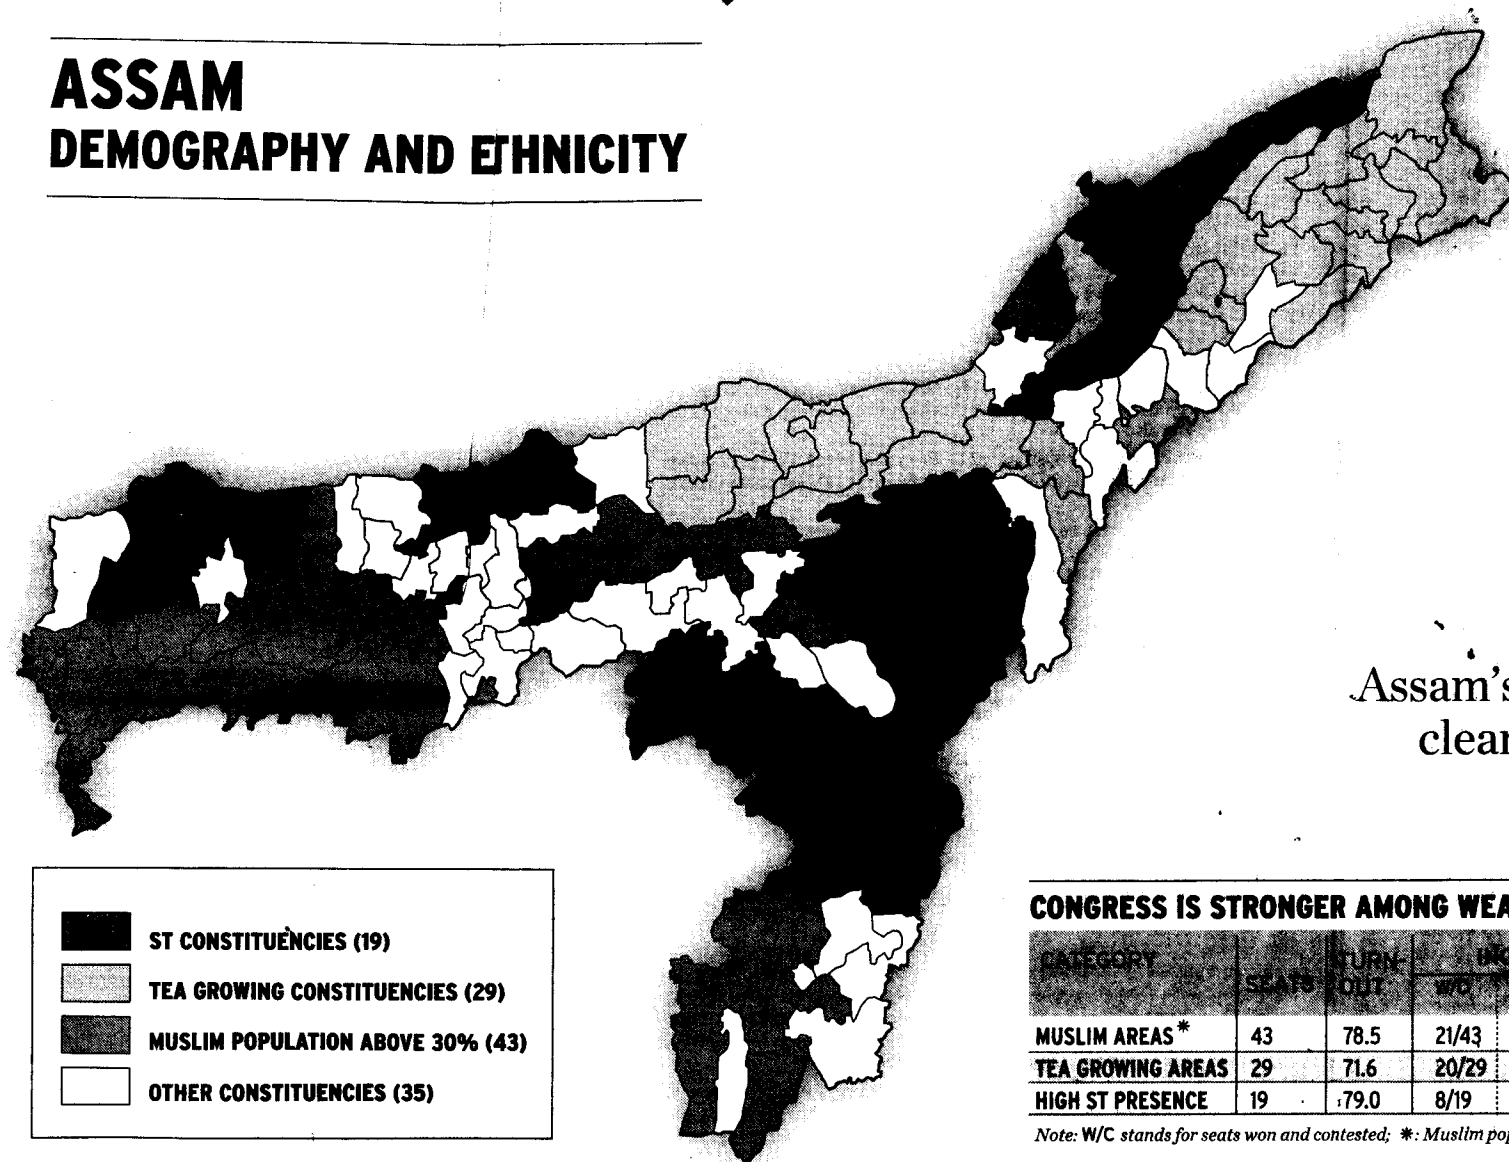 ASSAM
DEMOGRAPHY AND ETHNICITY
Assam's
clear
ST CONSTITUENCIES (19)
TEA GROWING CONSTITUENCIES (29)
MUSLIM POPULATION ABOVE 30% (43)
OTHER CONSTITUENCIES (35)
CONGRESS IS STRONGER AMONG WEA
CATEGORY SEATS TURN-OUT INC W/C
MUSLIM AREAS* 43 78.5 21/43
TEA GROWING AREAS 29 71.6 20/29
HIGH ST PRESENCE 19 79.0 8/19
Note: W/C stands for seats won and contested; *: Muslim pop